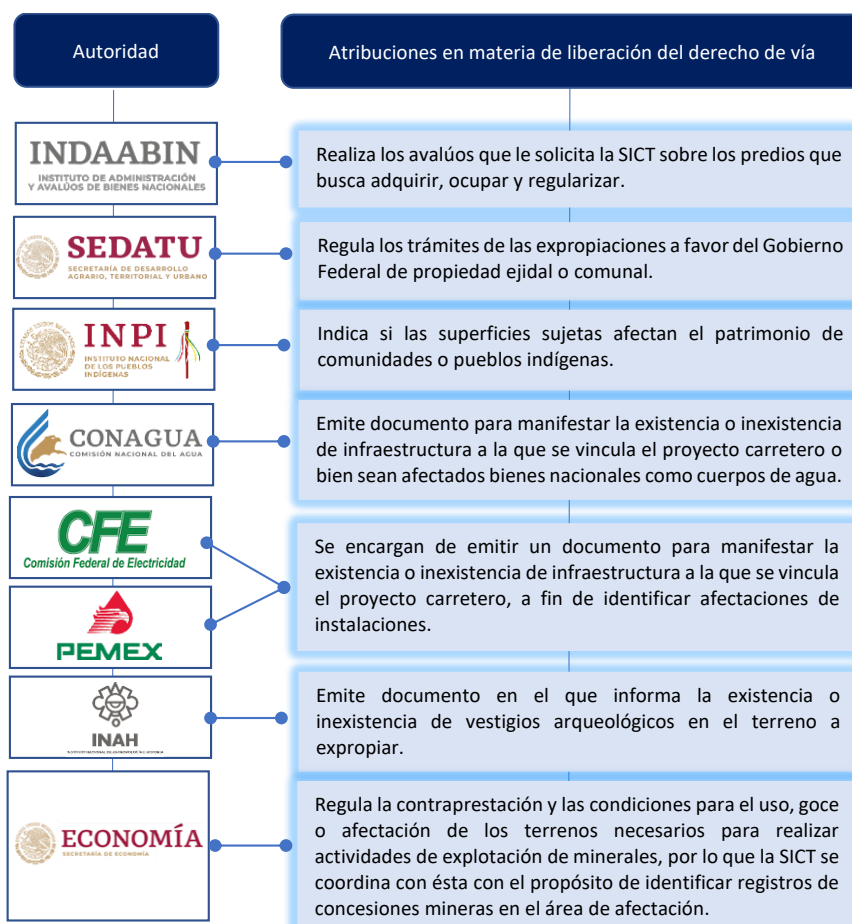 Autoridad
Atribuciones en materia de liberación del derecho de vía
INDAABIN
INSTITUTO DE ADMINISTRACIÓN
Y AVALÚOS DE BIENES NACIONALES
Realiza los avalúos que le solicita la SICT sobre los predios que
busca adquirir, ocupar y regularizar.
SEDATU
SECRETARÍA DE DESARROLLO
AGRARIO, TERRITORIAL Y URBANO
Regula los trámites de las expropiaciones a favor del Gobierno
Federal de propiedad ejidal o comunal.
INPI
INSTITUTO NACIONAL
DE LOS PUEBLOS
INDÍGENAS
Indica si las superficies sujetas afectan el patrimonio de
comunidades o pueblos indígenas.
CONAGUA
COMISIÓN NACIONAL DEL AGUA
Emite documento para manifestar la existencia o inexistencia
de infraestructura a la que se vincula el proyecto carretero o
bien sean afectados bienes nacionales como cuerpos de agua.
CFE
Comisión Federal de Electricidad
PEMEX
Se encargan de emitir un documento para manifestar la
existencia o inexistencia de infraestructura a la que se vincula
el proyecto carretero, a fin de identificar afectaciones de
instalaciones.
INAH
Emite documento en el que informa la existencia o
inexistencia de vestigios arqueológicos en el terreno a
expropiar.
ECONOMÍA
SECRETARÍA DE ECONOMÍA
Regula la contraprestación y las condiciones para el uso, goce
o afectación de los terrenos necesarios para realizar
actividades de explotación de minerales, por lo que la SICT se
coordina con ésta con el propósito de identificar registros de
concesiones mineras en el área de afectación.